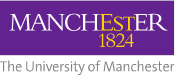 MANCHESTER
1824
The University of Manchester